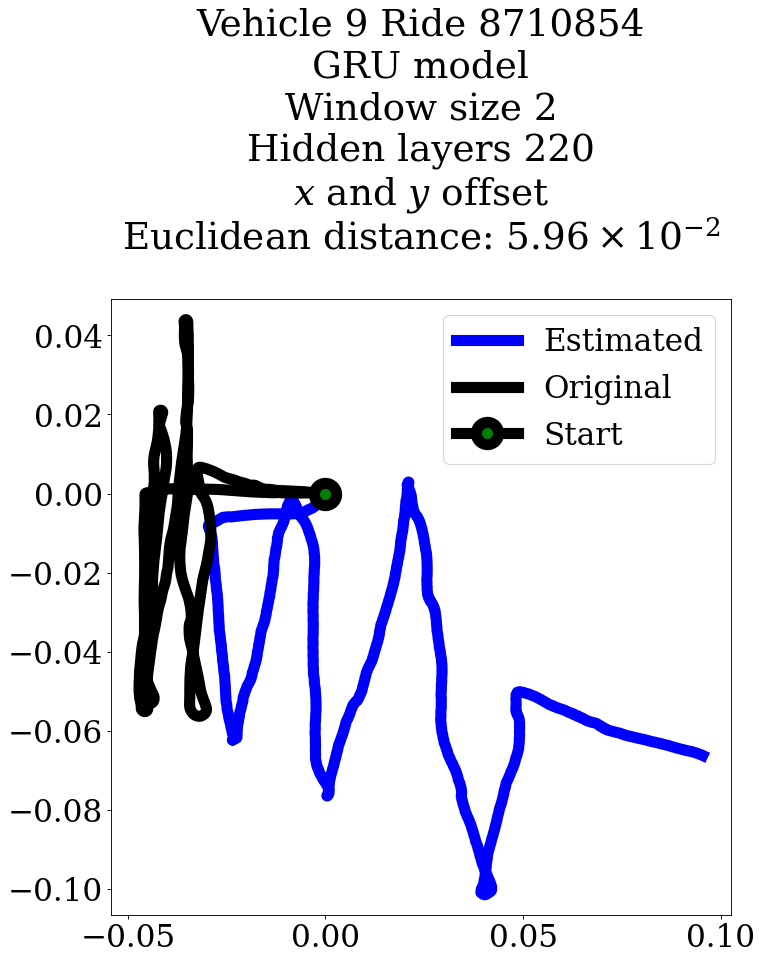 Vehicle 9 Ride 8710854
GRU model
Window size 2
Hidden layers 220
x and y offset
Euclidean distance: 5.96 × 10⁻²
Estimated
Original
Start
0.04
0.02
0.00
−0.02
−0.04
−0.06
−0.08
−0.10
−0.05 0.00 0.05 0.10